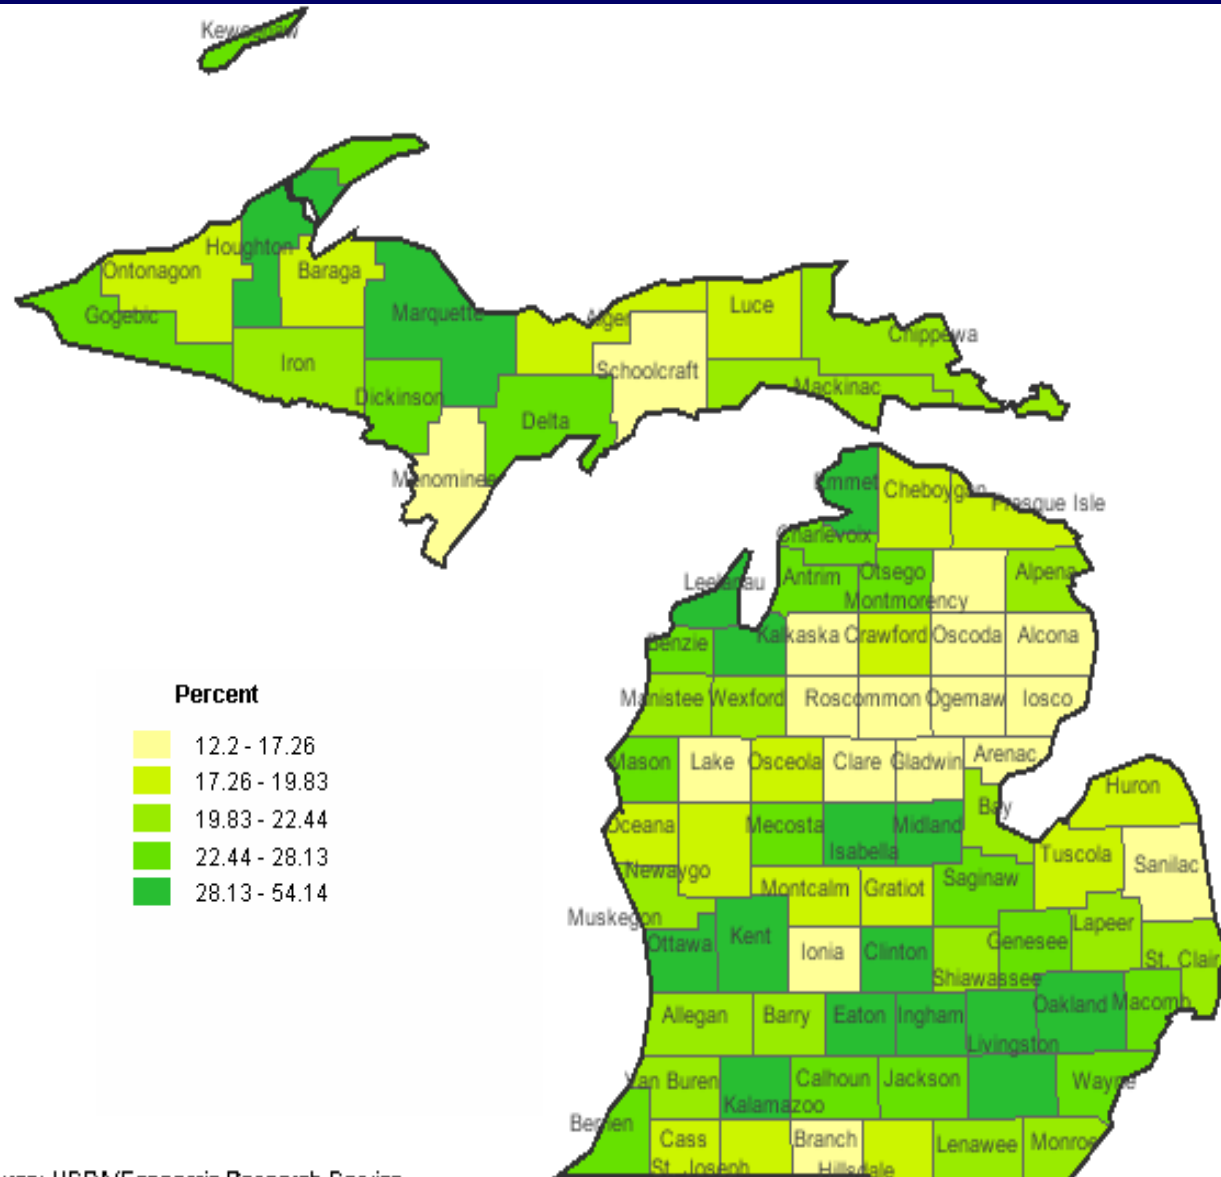 Keweenaw
Houghton
Ontonagon
Baraga
Gogebic
Marquette
Alger
Luce
Chippewa
Iron
Schoolcraft
Dickinson
Mackinac
Delta
Menominee
Emmet
Cheboygan
Presque Isle
Charlevoix
Leelanau
Antrim
Otsego
Alpena
Montmorency
Benzie
Kalkaska
Crawford
Oscoda
Alcona
Manistee
Wexford
Roscommon
Ogemaw
Iosco
Percent
12.2 - 17.26
17.26 - 19.83
19.83 - 22.44
22.44 - 28.13
28.13 - 54.14
Mason
Lake
Osceola
Clare
Gladwin
Arenac
Huron
Bay
Oceana
Mecosta
Isabella
Midland
Tuscola
Sanilac
Newaygo
Montcalm
Gratiot
Saginaw
Muskegon
Ottawa
Kent
Ionia
Clinton
Shiawassee
Genesee
Lapeer
St. Clair
Allegan
Barry
Eaton
Ingham
Livingston
Oakland
Macomb
Van Buren
Kalamazoo
Calhoun
Jackson
Wayne
Berrien
Cass
St. Joseph
Branch
Hillsdale
Lenawee
Monroe